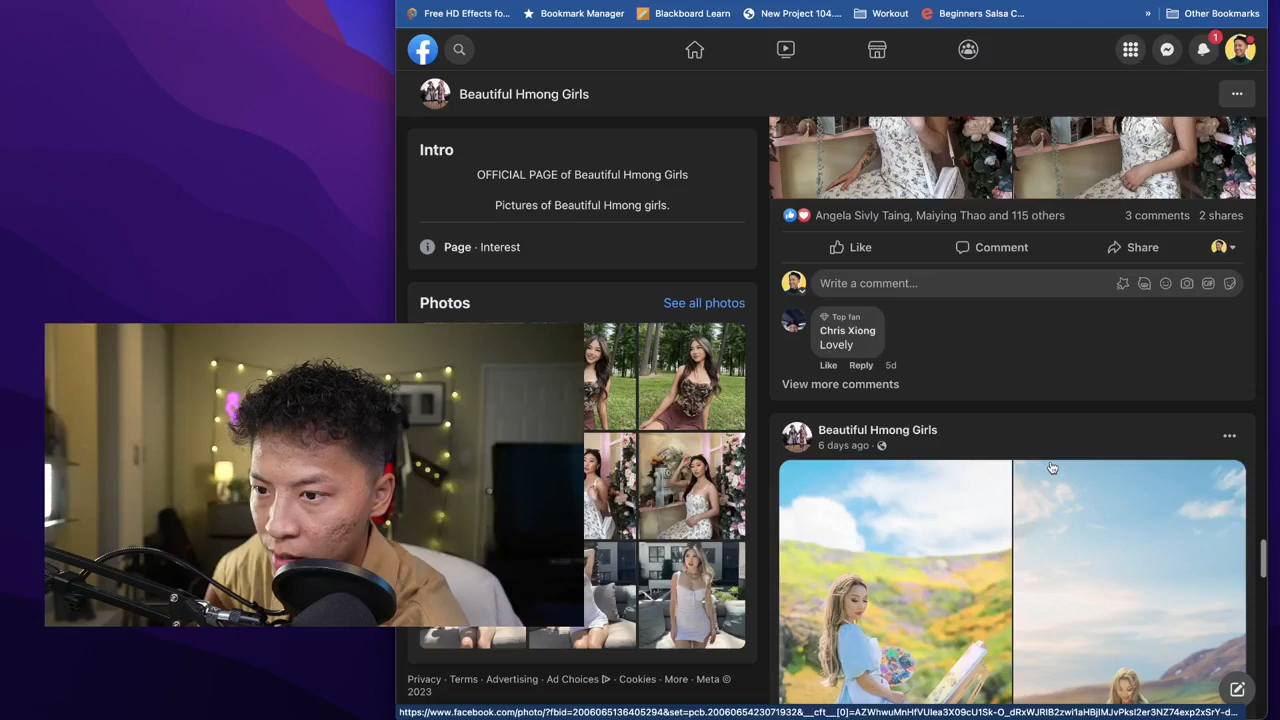 Free HD Effects fo...
Bookmark Manager
Blackboard Learn
New Project 104....
Workout
Beginners Salsa C...
»
Other Bookmarks
1
Beautiful Hmong Girls
Intro
OFFICIAL PAGE of Beautiful Hmong Girls
Pictures of Beautiful Hmong girls.
Page · Interest
Photos
See all photos
Privacy · Terms · Advertising · Ad Choices · Cookies · More · Meta ©
2023
Angela Sivly Taing, Maiying Thao and 115 others
3 comments
2 shares
Like
Comment
Share
Write a comment...
Top fan
Chris Xiong
Lovely
Like
Reply
5d
View more comments
Beautiful Hmong Girls
6 days ago ·